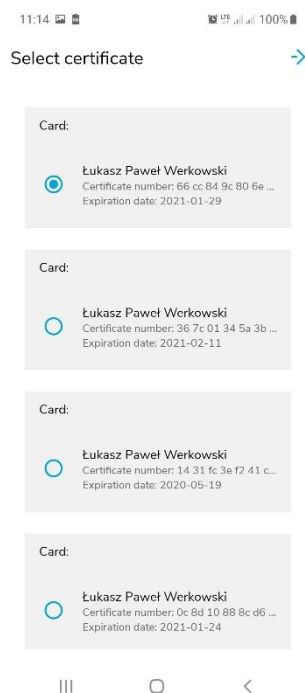 11:14 LTE 100%
Select certificate
Card:
Łukasz Paweł Werkowski
Certificate number: 66 cc 84 9c 80 6e ...
Expiration date: 2021-01-29
Card:
Łukasz Paweł Werkowski
Certificate number: 36 7c 01 34 5a 3b ...
Expiration date: 2021-02-11
Card:
Łukasz Paweł Werkowski
Certificate number: 14 31 fc 3e f2 41 c...
Expiration date: 2020-05-19
Card:
Łukasz Paweł Werkowski
Certificate number: 0c 8d 10 88 8c d6 ...
Expiration date: 2021-01-24